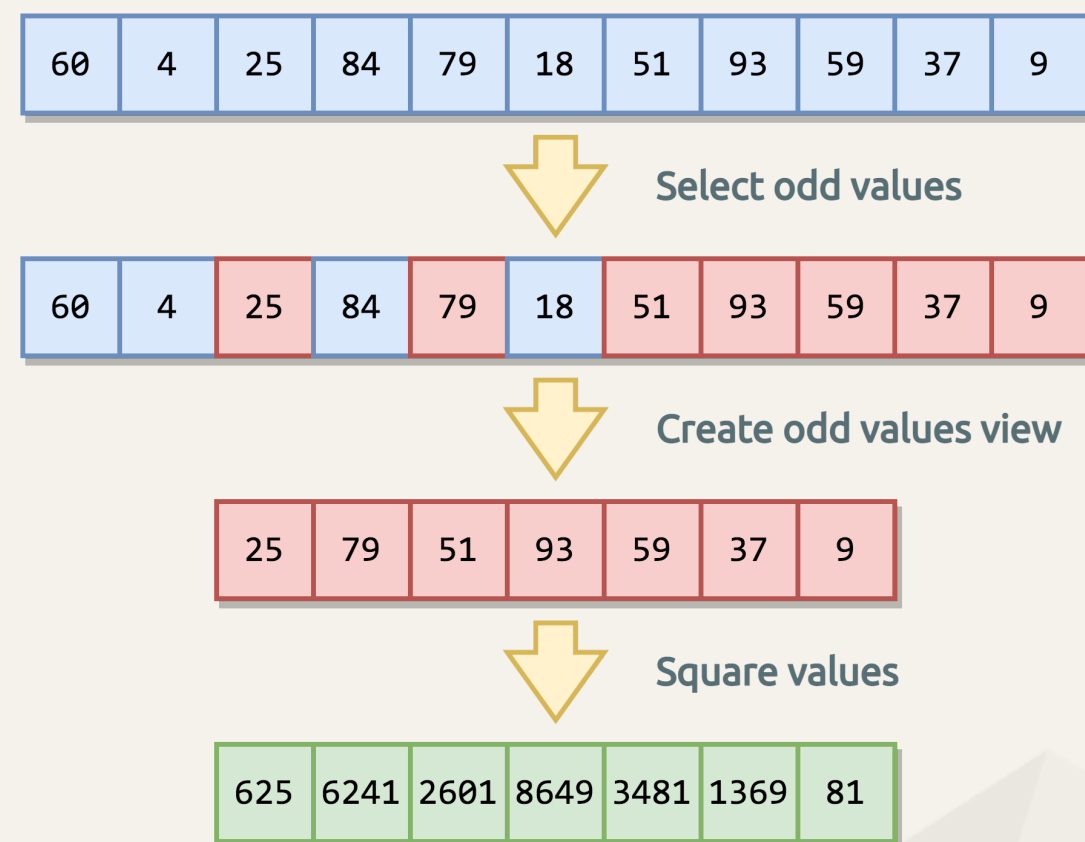 60 4 25 84 79 18 51 93 59 37 9
Select odd values
60 4 25 84 79 18 51 93 59 37 9
Create odd values view
25 79 51 93 59 37 9
Square values
625 6241 2601 8649 3481 1369 81